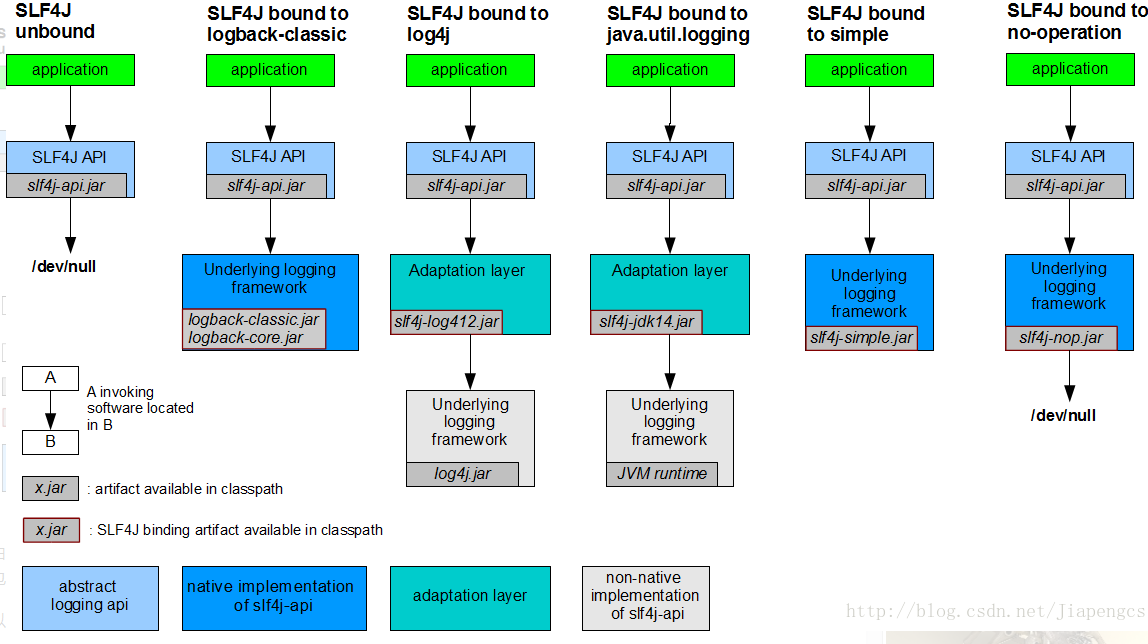 SLF4J
unbound
SLF4J bound to
logback-classic
SLF4J bound to
log4j
SLF4J bound to
java.util.logging
SLF4J bound
to simple
SLF4J bound to
no-operation
application
application
application
application
application
application
SLF4J API
slf4j-api.jar
SLF4J API
slf4j-api.jar
SLF4J API
slf4j-api.jar
SLF4J API
slf4j-api.jar
SLF4J API
slf4j-api.jar
SLF4J API
slf4j-api.jar
/dev/null
Underlying logging
framework
logback-classic.jar
logback-core.jar
Adaptation layer
slf4j-log412.jar
Adaptation layer
slf4j-jdk14.jar
Underlying
logging
framework
slf4j-simple.jar
Underlying
logging
framework
slf4j-nop.jar
Underlying
logging
framework
log4j.jar
Underlying
logging
framework
JVM runtime
/dev/null
A
A invoking
software located
in B
B
x.jar
: artifact available in classpath
x.jar
: SLF4J binding artifact available in classpath
abstract
logging api
native implementation
of slf4j-api
adaptation layer
non-native
implementation
of slf4j-api
http://blog.csdn.net/Jiapengcs